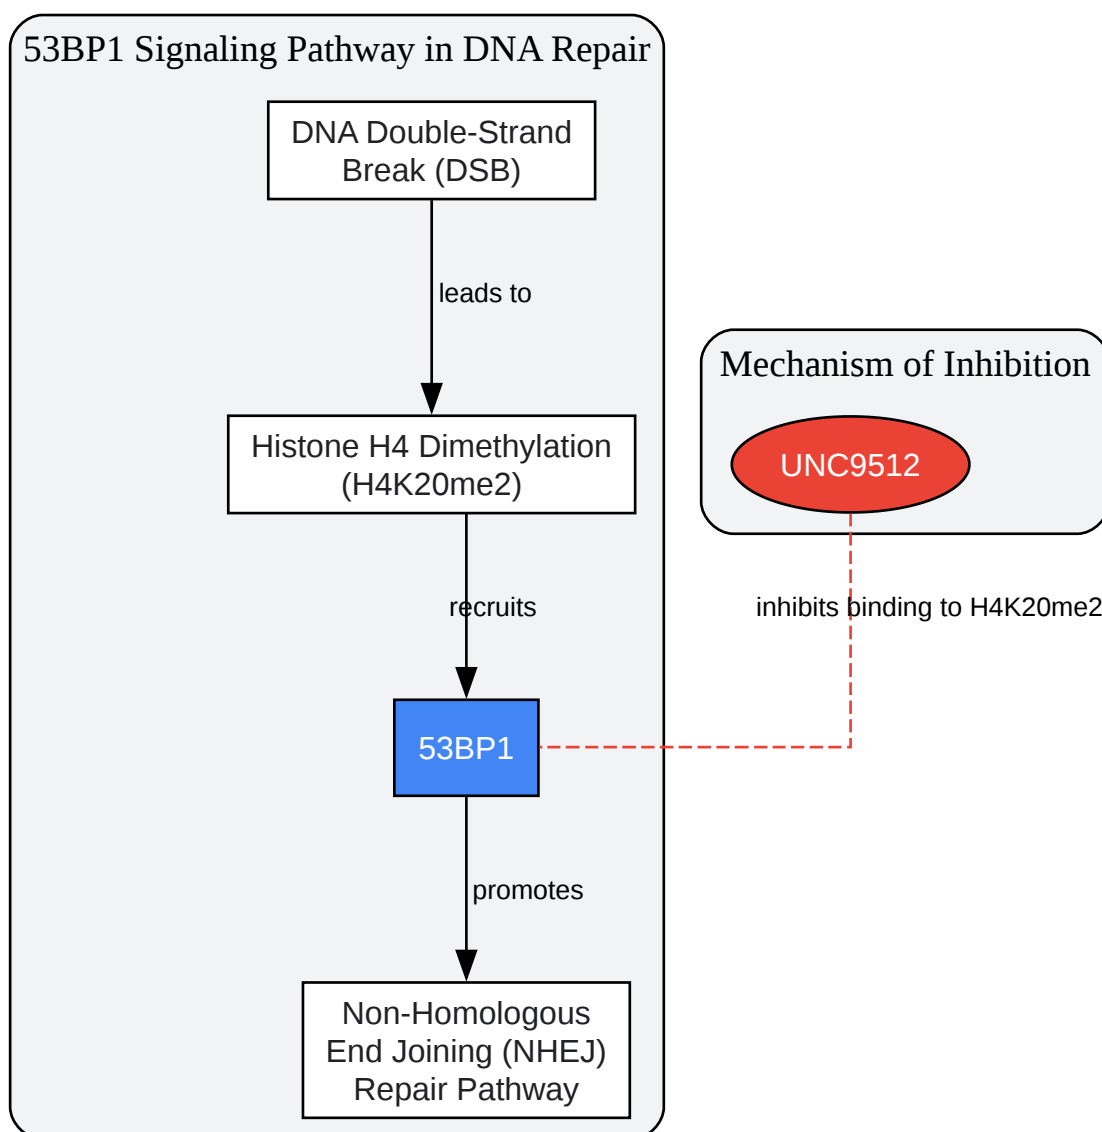 53BP1 Signaling Pathway in DNA Repair
DNA Double-Strand
Break (DSB)
leads to
Mechanism of Inhibition
Histone H4 Dimethylation
(H4K20me2)
UNC9512
recruits
inhibits binding to H4K20me2
53BP1
promotes
Non-Homologous
End Joining (NHEJ)
Repair Pathway